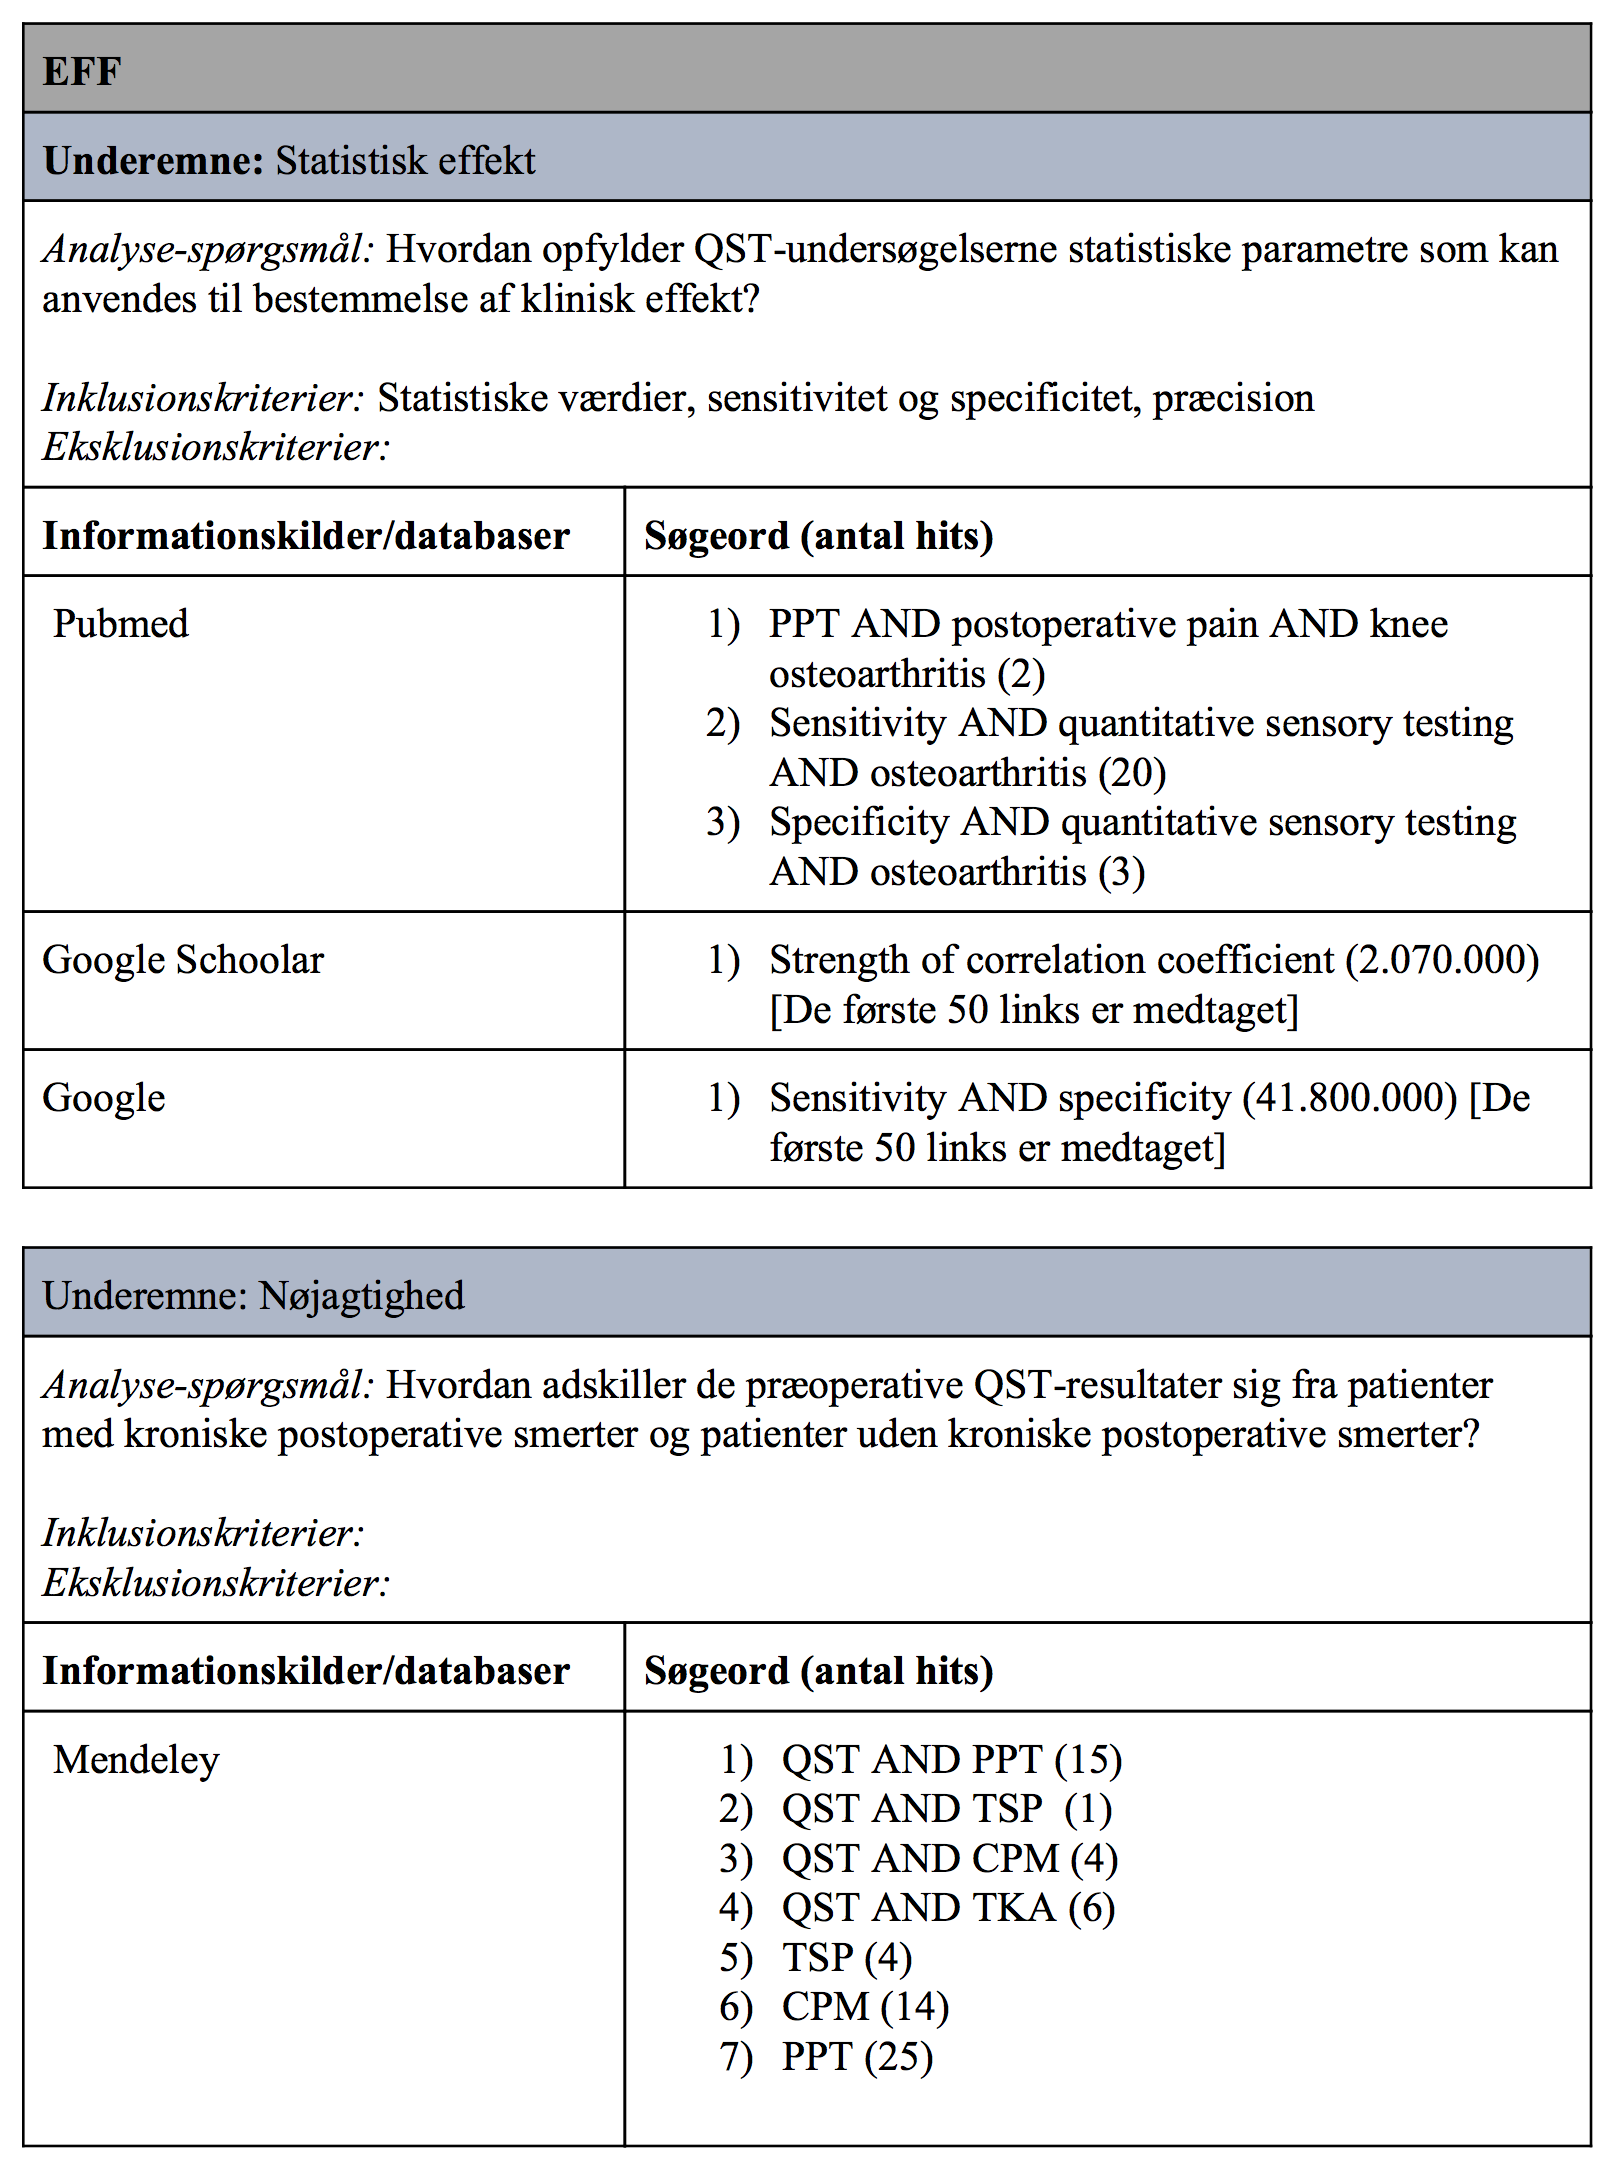 EFF
Underemne: Statistisk effekt
Analyse-spørgsmål: Hvordan opfylder QST-undersøgelserne statistiske parametre som kan
anvendes til bestemmelse af klinisk effekt?
Inklusionskriterier: Statistiske værdier, sensitivitet og specificitet, præcision
Eksklusionskriterier:
Informationskilder/databaser
Søgeord (antal hits)
Pubmed
1) PPT AND postoperative pain AND knee
osteoarthritis (2)
2) Sensitivity AND quantitative sensory testing
AND osteoarthritis (20)
3) Specificity AND quantitative sensory testing
AND osteoarthritis (3)
Google Schoolar
1) Strength of correlation coefficient (2.070.000)
[De første 50 links er medtaget]
Google
1) Sensitivity AND specificity (41.800.000) [De
første 50 links er medtaget]
Underemne: Nøjagtighed
Analyse-spørgsmål: Hvordan adskiller de præoperative QST-resultater sig fra patienter
med kroniske postoperative smerter og patienter uden kroniske postoperative smerter?
Inklusionskriterier:
Eksklusionskriterier:
Informationskilder/databaser
Søgeord (antal hits)
Mendeley
1) QST AND PPT (15)
2) QST AND TSP (1)
3) QST AND CPM (4)
4) QST AND TKA (6)
5) TSP (4)
6) CPM (14)
7) PPT (25)